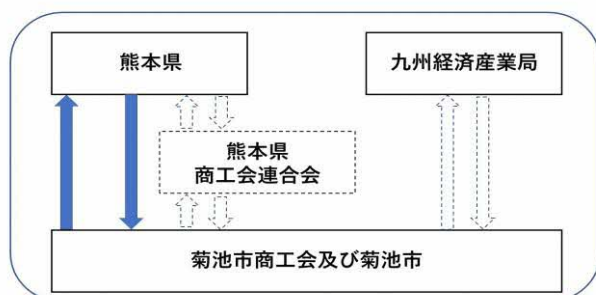 熊本県
九州経済産業局
熊本県
商工会連合会
菊池市商工会及び菊池市